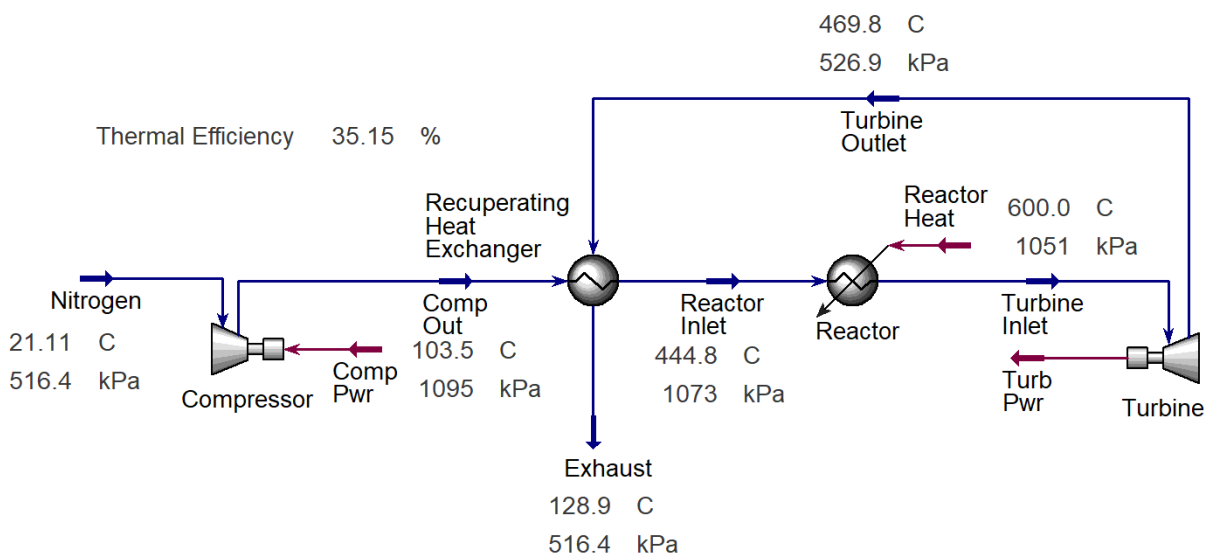 469.8 C
526.9 kPa
Turbine
Outlet
Thermal Efficiency 35.15 %
Recuperating
Heat
Exchanger
Reactor
Heat
600.0 C
1051 kPa
Nitrogen
21.11 C
516.4 kPa
Compressor
Comp
Pwr
Comp
Out
103.5 C
1095 kPa
Reactor
Inlet
444.8 C
1073 kPa
Reactor
Turbine
Inlet
Turb
Pwr
Turbine
Exhaust
128.9 C
516.4 kPa